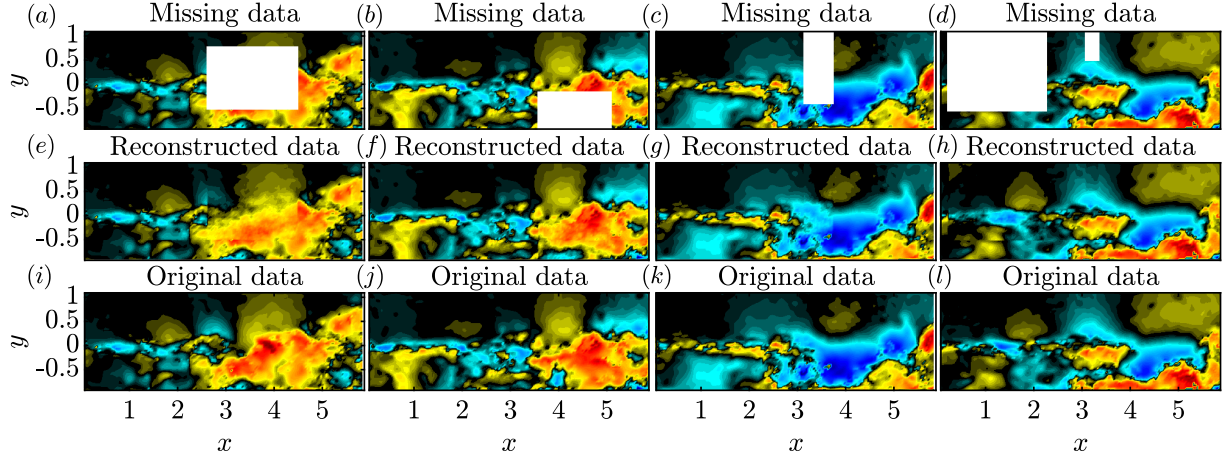 (a) Missing data (b) Missing data (c) Missing data (d) Missing data
1
0.5
y
0
-0.5
(e) Reconstructed data (f) Reconstructed data (g) Reconstructed data (h) Reconstructed data
1
0.5
y
0
-0.5
(i) Original data (j) Original data (k) Original data (l) Original data
1
0.5
y
0
-0.5
1 2 3 4 5 1 2 3 4 5 1 2 3 4 5 1 2 3 4 5
x x x x